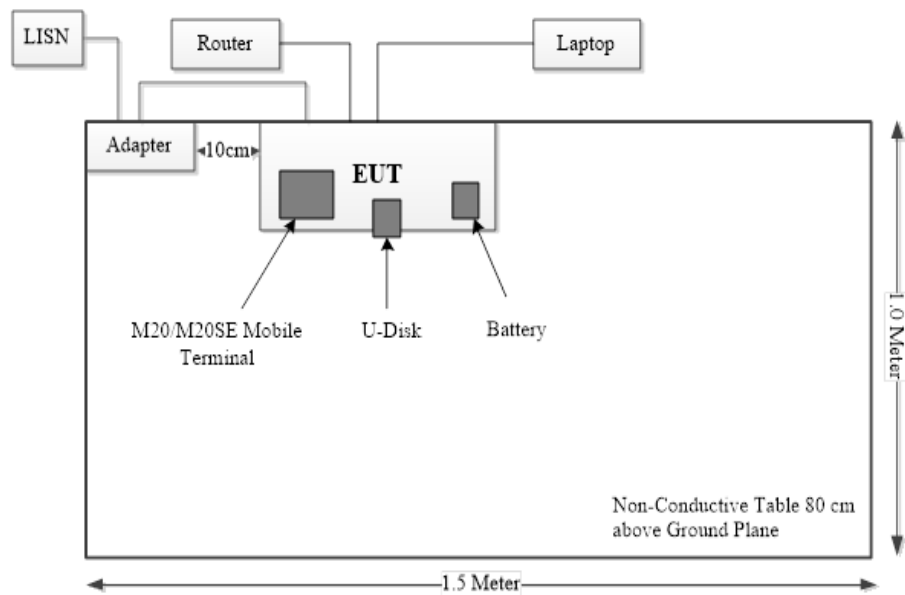 LISN
Router
Laptop
Adapter
10cm
EUT
M20/M20SE Mobile
Terminal
U-Disk
Battery
1.0 Meter
Non-Conductive Table 80 cm
above Ground Plane
1.5 Meter